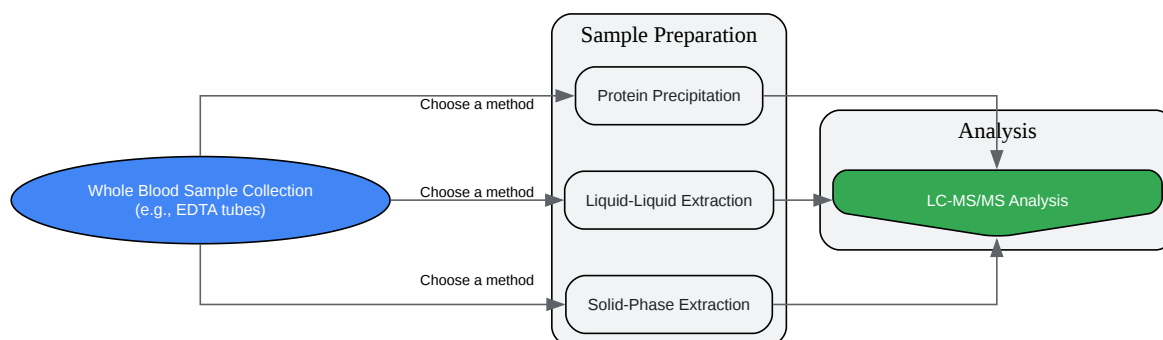 Sample Preparation
Choose a method
Protein Precipitation
Analysis
Whole Blood Sample Collection
(e.g., EDTA tubes)
Choose a method
Liquid-Liquid Extraction
LC-MS/MS Analysis
Choose a method
Solid-Phase Extraction